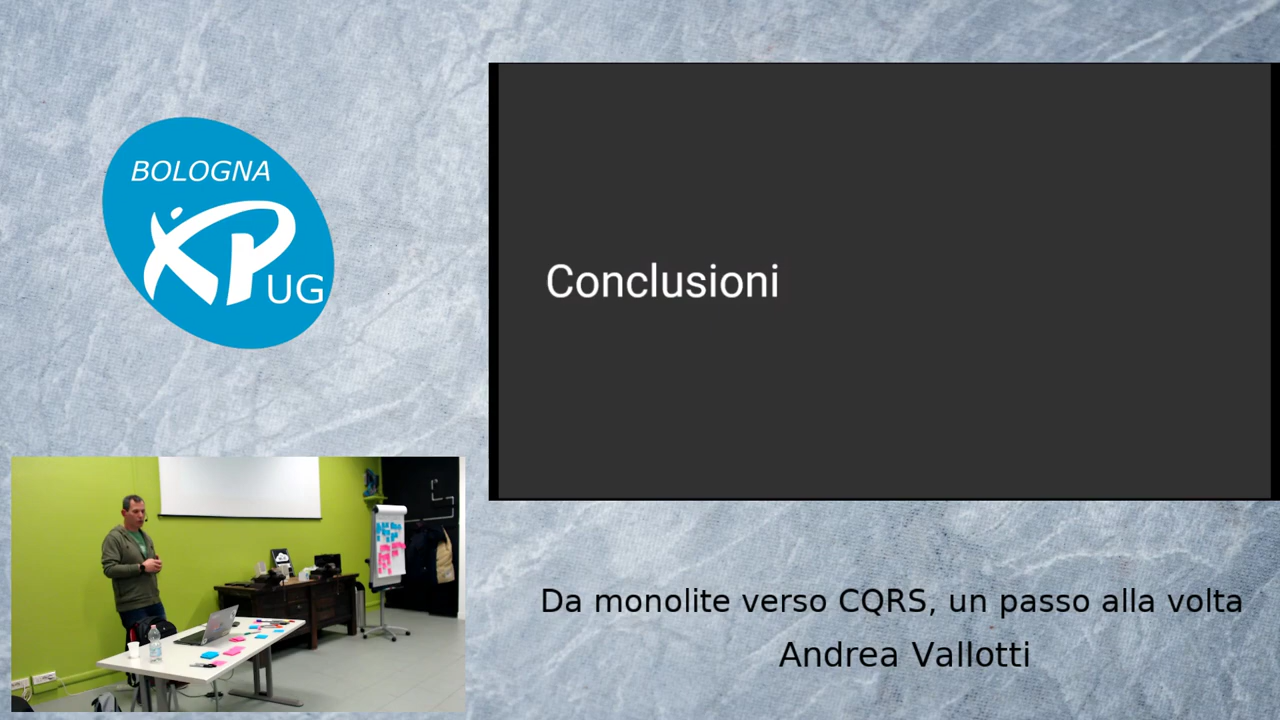 BOLOGNA
XP
UG
Conclusioni
Da monolite verso CQRS, un passo alla volta
Andrea Vallotti